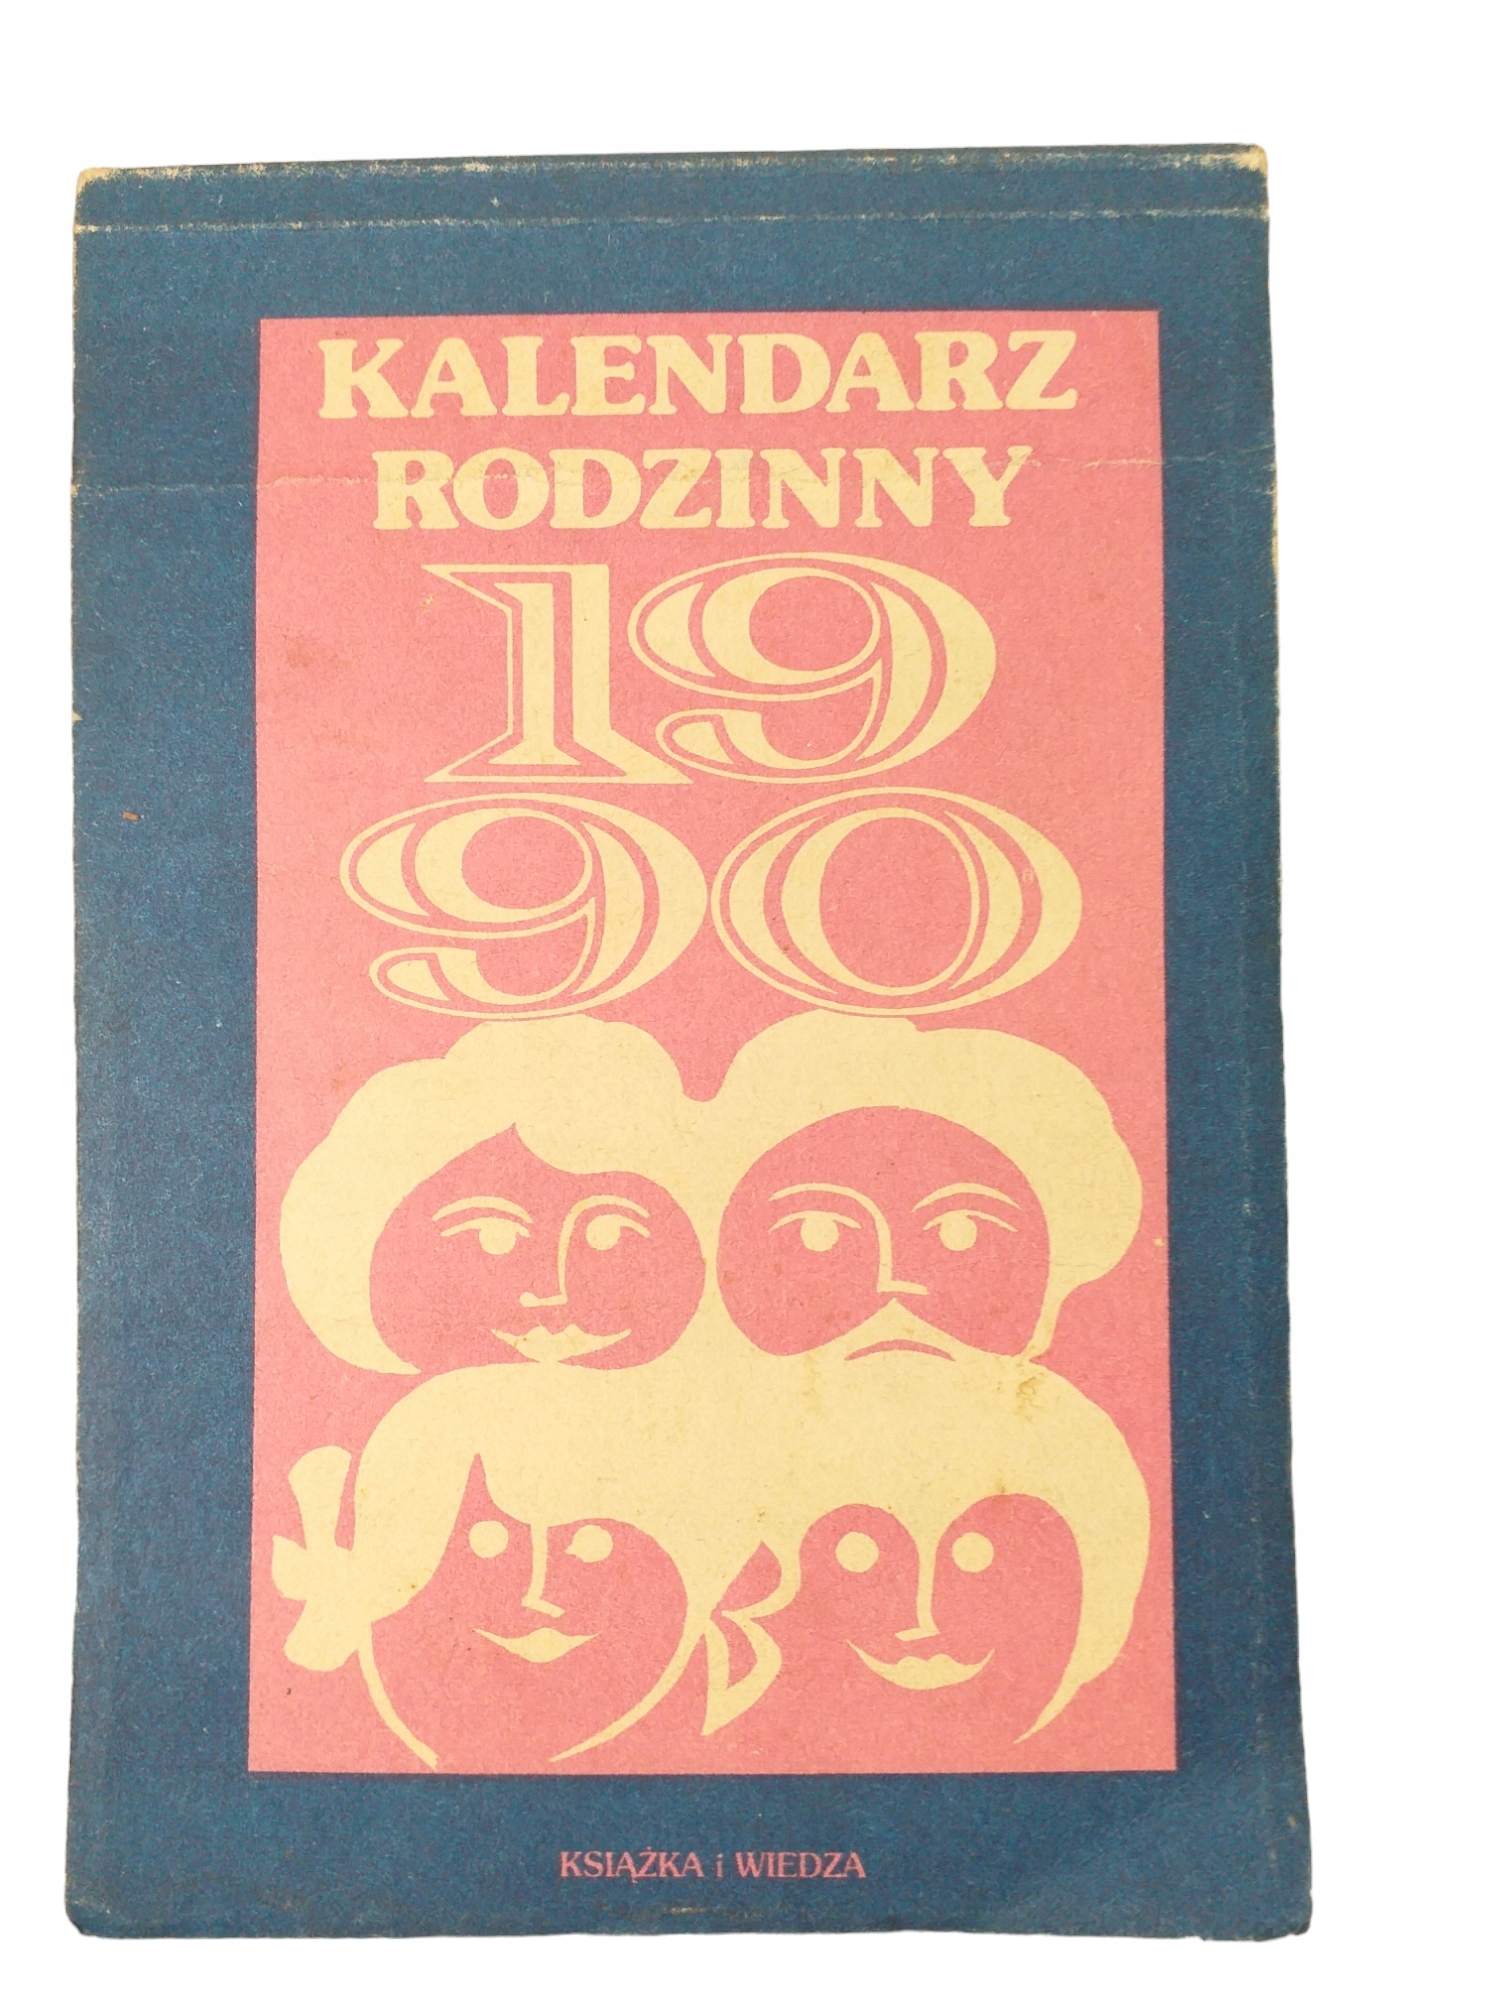 KALENDARZ
RODZINNY
19
90
KSIĄŻKA i WIEDZA